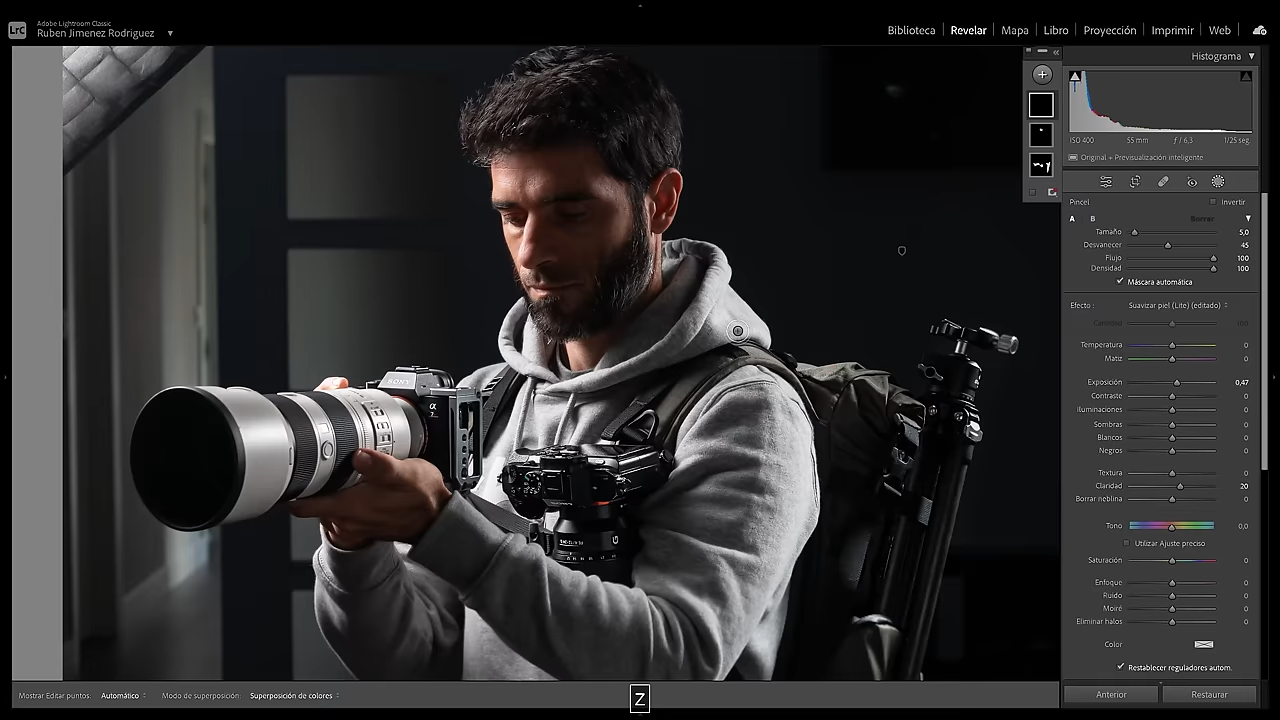 LrC
Adobe Lightroom Classic
Ruben Jimenez Rodriguez
Biblioteca | Revelar | Mapa | Libro | Proyección | Imprimir | Web
Histograma
ISO 400 55 mm ƒ / 6,3 1/25 seg.
Original + Previsualización inteligente
Pincel Invertir
A B Borrar
Tamaño 5,0
Desvanecer 45
Flujo 100
Densidad 100
Máscara automática
Efecto : Suavizar piel (Lite) (editado)
Cantidad 100
Temperatura 0
Matiz 0
Exposición 0,47
Contraste 0
Iluminaciones 0
Sombras 0
Blancos 0
Negros 0
Textura 0
Claridad 20
Borrar neblina 0
Tono 0,0
Utilizar Ajuste preciso
Saturación 0
Enfoque 0
Ruido 0
Moiré 0
Eliminar halos 0
Color
Restablecer reguladores autom.
Anterior Restaurar
SONY
α
7
G
Mostrar Editar puntos: Automático Modo de superposición: Superposición de colores
Z